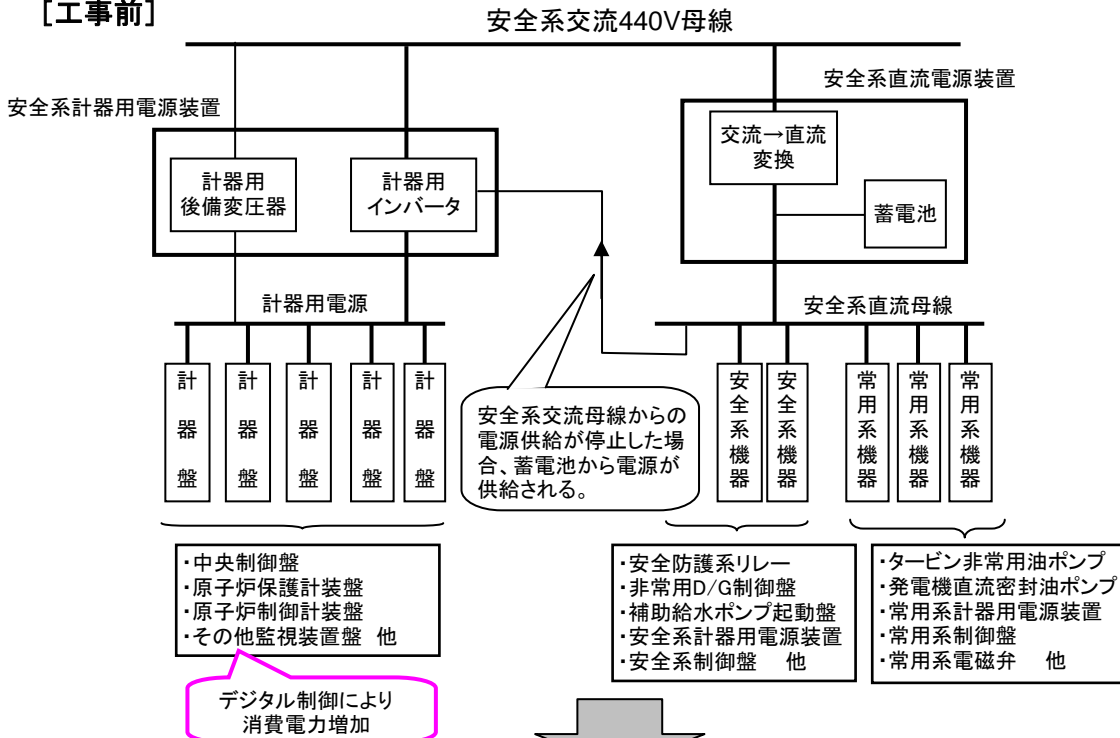 ［工事前］
安全系交流440V母線
安全系計器用電源装置
安全系直流電源装置
計器用
後備変圧器
計器用
インバータ
交流→直流
変換
蓄電池
計器用電源
安全系直流母線
計器盤
計器盤
計器盤
計器盤
計器盤
安全系交流母線からの
電源供給が停止した場
合、蓄電池から電源が
供給される。
安全系機器
安全系機器
常用系機器
常用系機器
常用系機器
・中央制御盤
・原子炉保護計装盤
・原子炉制御計装盤
・その他監視装置盤 他
・安全防護系リレー
・非常用D/G制御盤
・補助給水ポンプ起動盤
・安全系計器用電源装置
・安全系制御盤 他
・タービン非常用油ポンプ
・発電機直流密封油ポンプ
・常用系計器用電源装置
・常用系制御盤
・常用系電磁弁 他
デジタル制御により
消費電力増加